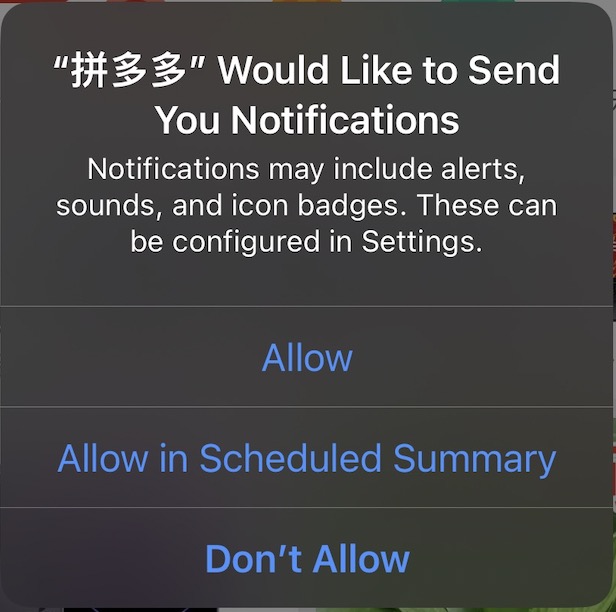 “拼多多” Would Like to Send
You Notifications
Notifications may include alerts,
sounds, and icon badges. These can
be configured in Settings.
Allow
Allow in Scheduled Summary
Don’t Allow